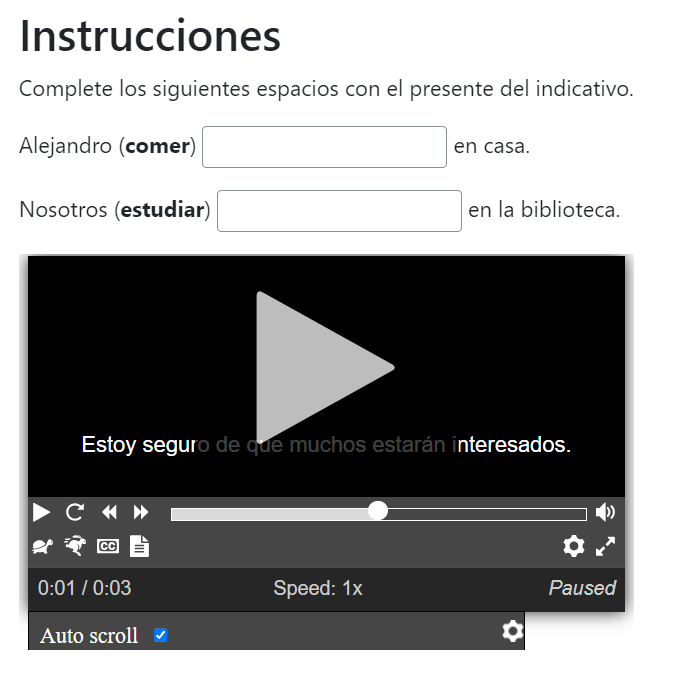 Instrucciones
Complete los siguientes espacios con el presente del indicativo.
Alejandro (comer) en casa.
Nosotros (estudiar) en la biblioteca.
Estoy seguro de que muchos estarán interesados.
CC
0:01 / 0:03 Speed: 1x Paused
Auto scroll